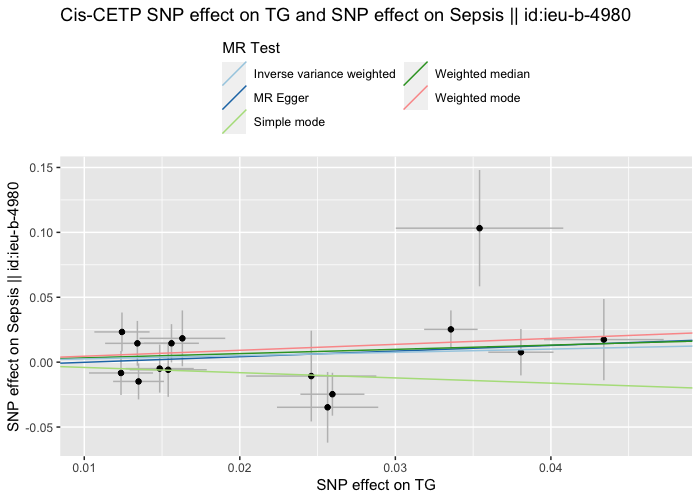 Cis-CETP SNP effect on TG and SNP effect on Sepsis || id:ieu-b-4980
MR Test
Inverse variance weighted
Weighted median
MR Egger
Weighted mode
Simple mode
SNP effect on Sepsis || id:ieu-b-4980
0.15
0.10
0.05
0.00
-0.05
0.01
0.02
0.03
0.04
SNP effect on TG